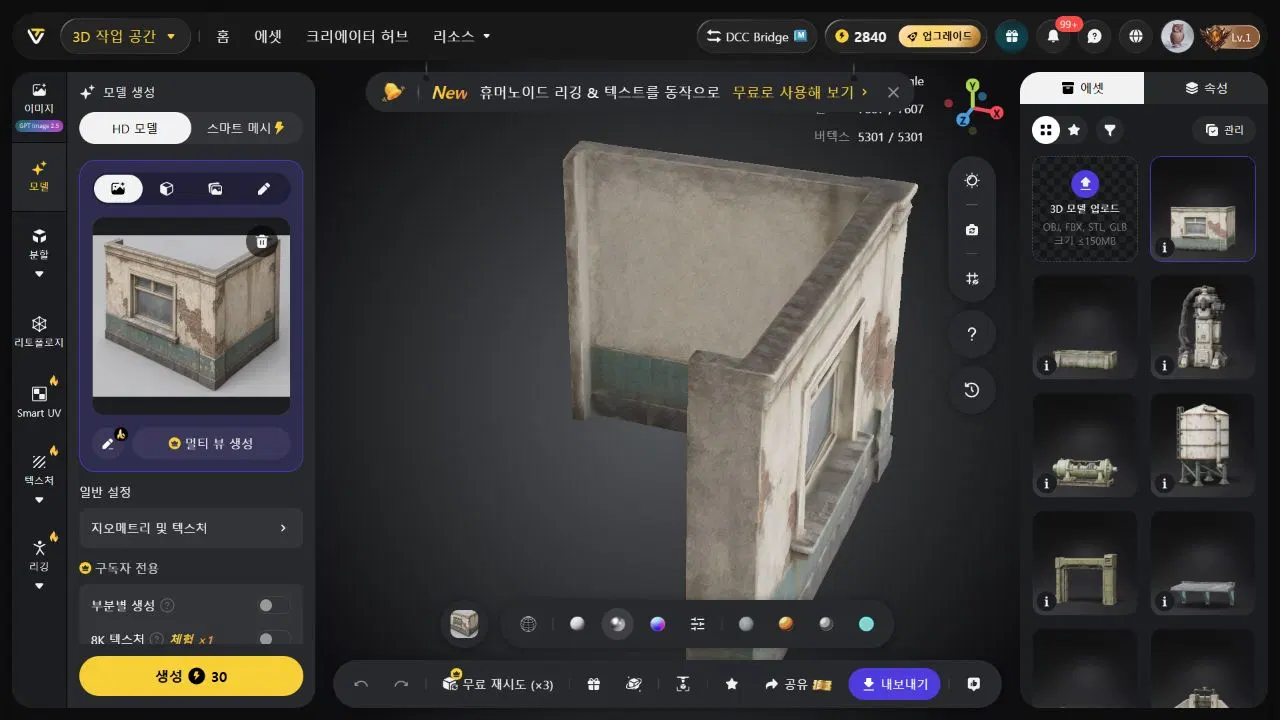 3D 작업 공간
홈
에셋
크리에이터 허브
리소스
DCC Bridge
2840
업그레이드
99+
Lv.1
이미지
GPT Image 2.5
모델
분할
리토폴로지
Smart UV
텍스처
리깅
모델 생성
HD 모델
스마트 메시
멀티 뷰 생성
일반 설정
지오메트리 및 텍스처
구독자 전용
부분별 생성 ?
8K 텍스처 ? 체험 ×1
생성 30
New 휴머노이드 리깅 & 텍스트를 동작으로 무료로 사용해 보기
버텍스 5301 / 5301
Y
X
Z
?
무료 재시도 (×3)
공유
내보내기
에셋
속성
관리
3D 모델 업로드
OBJ, FBX, STL, GLB
크기 ≤150MB